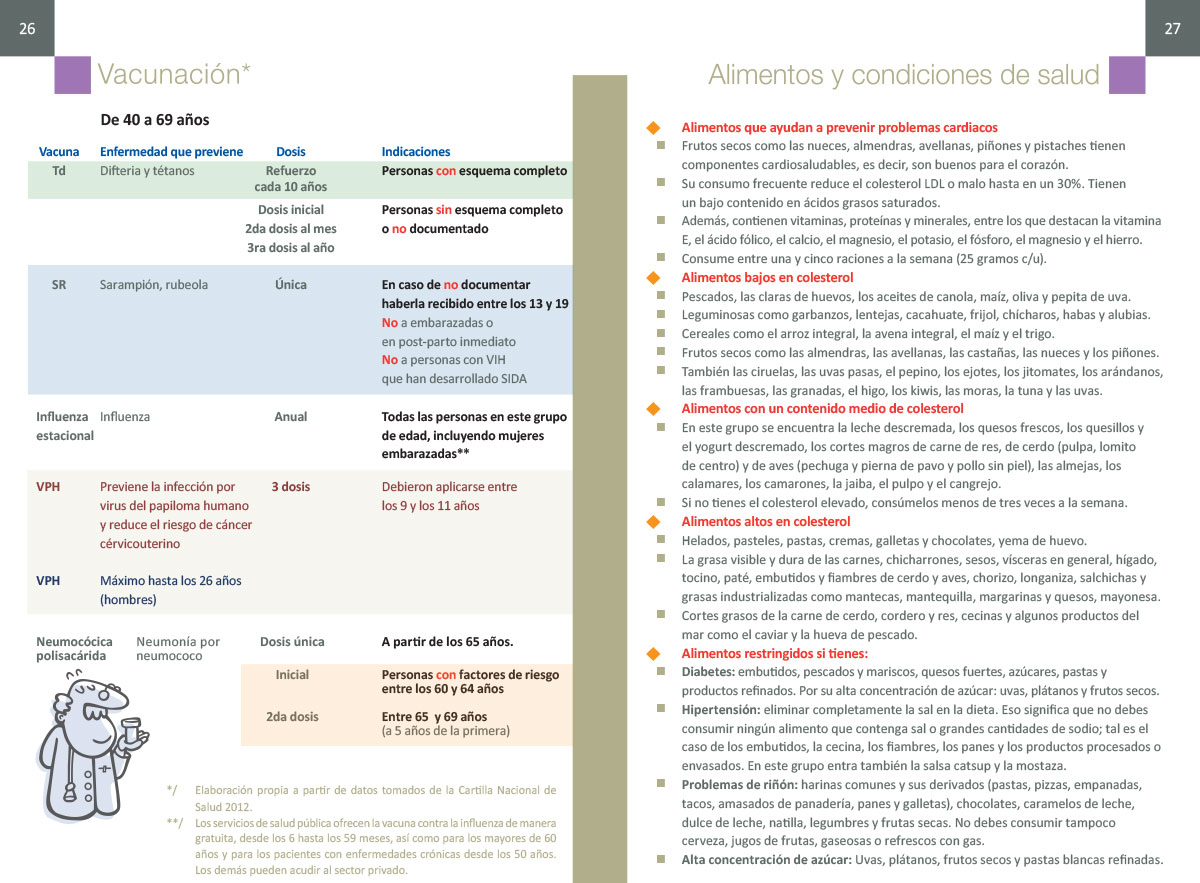 26
Vacunación*
De 40 a 69 años
Vacuna Enfermedad que previene Dosis Indicaciones
Td Difteria y tétanos Refuerzo Personas con esquema completo
cada 10 años
Dosis inicial Personas sin esquema completo
2da dosis al mes o no documentado
3ra dosis al año
SR Sarampión, rubeola Única En caso de no documentar
haberla recibido entre los 13 y 19
No a embarazadas o
en post-parto inmediato
No a personas con VIH
que han desarrollado SIDA
Influenza Influenza Anual Todas las personas en este grupo
estacional de edad, incluyendo mujeres
embarazadas**
VPH Previene la infección por 3 dosis Debieron aplicarse entre
virus del papiloma humano los 9 y los 11 años
y reduce el riesgo de cáncer
cérvicouterino
VPH Máximo hasta los 26 años
(hombres)
Neumocócica Neumonía por Dosis única A partir de los 65 años.
polisacárida neumococo
Inicial Personas con factores de riesgo
entre los 60 y 64 años
2da dosis Entre 65 y 69 años
(a 5 años de la primera)
*/ Elaboración propia a partir de datos tomados de la Cartilla Nacional de
Salud 2012.
**/ Los servicios de salud pública ofrecen la vacuna contra la influenza de manera
gratuita, desde los 6 hasta los 59 meses, así como para los mayores de 60
años y para los pacientes con enfermedades crónicas desde los 50 años.
Los demás pueden acudir al sector privado.
27
Alimentos y condiciones de salud
Alimentos que ayudan a prevenir problemas cardiacos
Frutos secos como las nueces, almendras, avellanas, piñones y pistaches tienen
componentes cardiosaludables, es decir, son buenos para el corazón.
Su consumo frecuente reduce el colesterol LDL o malo hasta en un 30%. Tienen
un bajo contenido en ácidos grasos saturados.
Además, contienen vitaminas, proteínas y minerales, entre los que destacan la vitamina
E, el ácido fólico, el calcio, el magnesio, el potasio, el fósforo, el magnesio y el hierro.
Consume entre una y cinco raciones a la semana (25 gramos c/u).
Alimentos bajos en colesterol
Pescados, las claras de huevos, los aceites de canola, maíz, oliva y pepita de uva.
Leguminosas como garbanzos, lentejas, cacahuate, frijol, chícharos, habas y alubias.
Cereales como el arroz integral, la avena integral, el maíz y el trigo.
Frutos secos como las almendras, las avellanas, las castañas, las nueces y los piñones.
También las ciruelas, las uvas pasas, el pepino, los ejotes, los jitomates, los arándanos,
las frambuesas, las granadas, el higo, los kiwis, las moras, la tuna y las uvas.
Alimentos con un contenido medio de colesterol
En este grupo se encuentra la leche descremada, los quesos frescos, los quesillos y
el yogurt descremado, los cortes magros de carne de res, de cerdo (pulpa, lomito
de centro) y de aves (pechuga y pierna de pavo y pollo sin piel), las almejas, los
calamares, los camarones, la jaiba, el pulpo y el cangrejo.
Si no tienes el colesterol elevado, consúmelos menos de tres veces a la semana.
Alimentos altos en colesterol
Helados, pasteles, pastas, cremas, galletas y chocolates, yema de huevo.
La grasa visible y dura de las carnes, chicharrones, sesos, vísceras en general, hígado,
tocino, paté, embutidos y fiambres de cerdo y aves, chorizo, longaniza, salchichas y
grasas industrializadas como mantecas, mantequilla, margarinas y quesos, mayonesa.
Cortes grasos de la carne de cerdo, cordero y res, cecinas y algunos productos del
mar como el caviar y la hueva de pescado.
Alimentos restringidos si tienes:
Diabetes: embutidos, pescados y mariscos, quesos fuertes, azúcares, pastas y
productos refinados. Por su alta concentración de azúcar: uvas, plátanos y frutos secos.
Hipertensión: eliminar completamente la sal en la dieta. Eso significa que no debes
consumir ningún alimento que contenga sal o grandes cantidades de sodio; tal es el
caso de los embutidos, la cecina, los fiambres, los panes y los productos procesados o
envasados. En este grupo entra también la salsa catsup y la mostaza.
Problemas de riñón: harinas comunes y sus derivados (pastas, pizzas, empanadas,
tacos, amasados de panadería, panes y galletas), chocolates, caramelos de leche,
dulce de leche, natilla, legumbres y frutas secas. No debes consumir tampoco
cerveza, jugos de frutas, gaseosas o refrescos con gas.
Alta concentración de azúcar: Uvas, plátanos, frutos secos y pastas blancas refinadas.